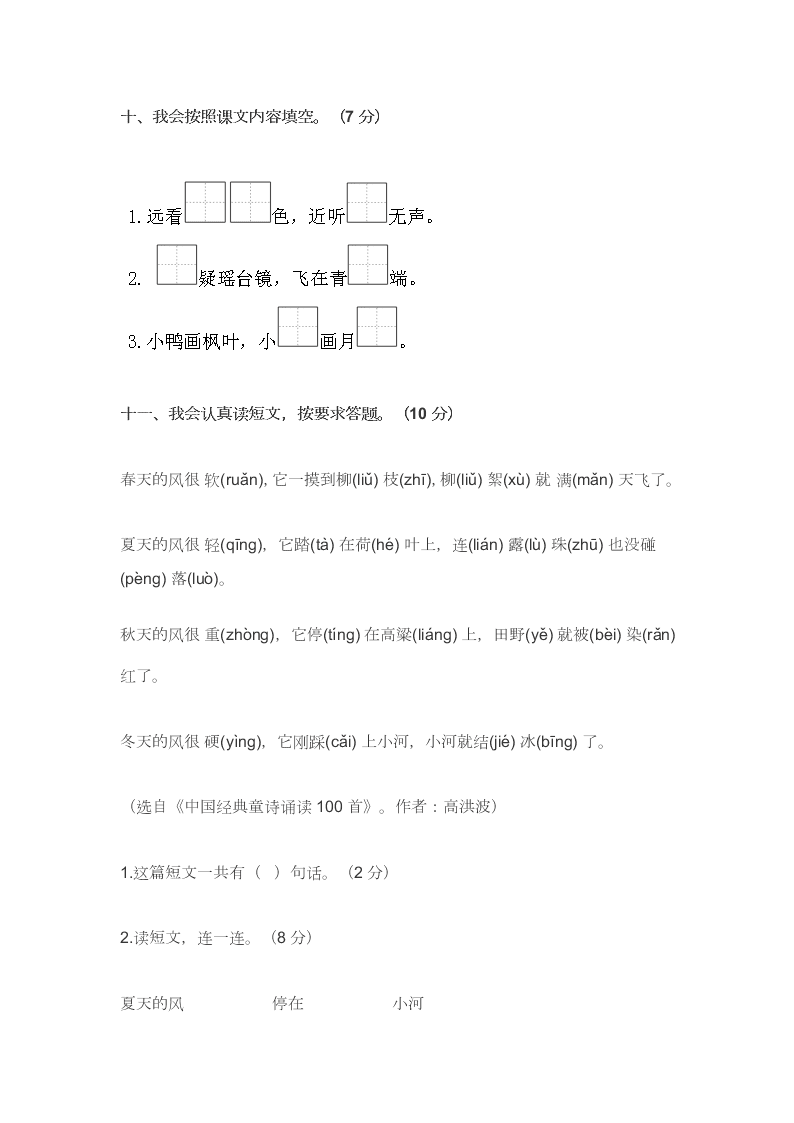 十、我会按照课文内容填空。（7 分）
1.远看色，近听无声。
2. 疑瑶台镜，飞在青端。
3.小鸭画枫叶，小画月。
十一、我会认真读短文，按要求答题。（10 分）
春天的风很 软(ruǎn), 它一摸到柳(liǔ) 枝(zhī), 柳(liǔ) 絮(xù) 就 满(mǎn) 天飞了。
夏天的风很 轻(qīng)，它踏(tà) 在荷(hé) 叶上，连(lián) 露(lù) 珠(zhū) 也没碰
(pèng) 落(luò)。
秋天的风很 重(zhòng)，它停(tíng) 在高粱(liáng) 上，田野(yě) 就被(bèi) 染(rǎn)
红了。
冬天的风很 硬(yìng)，它刚踩(cǎi) 上小河，小河就结(jié) 冰(bīng) 了。
（选自《中国经典童诗诵读 100 首》。作者：高洪波）
1.这篇短文一共有（ ）句话。（2 分）
2.读短文，连一连。（8 分）
夏天的风 停在 小河